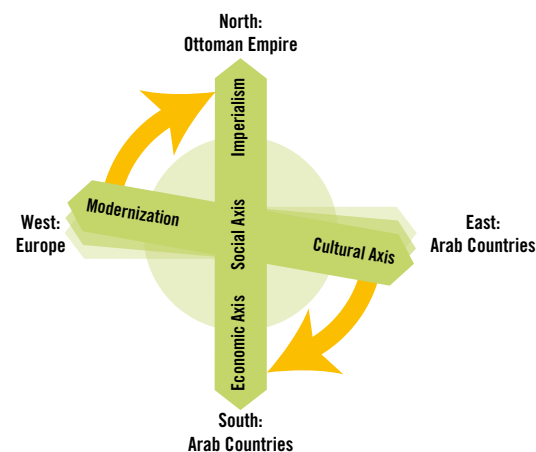 North:
Ottoman Empire
Imperialism
Modernization
Social Axis
West:
Europe
Cultural Axis
East:
Arab Countries
Economic Axis
South:
Arab Countries